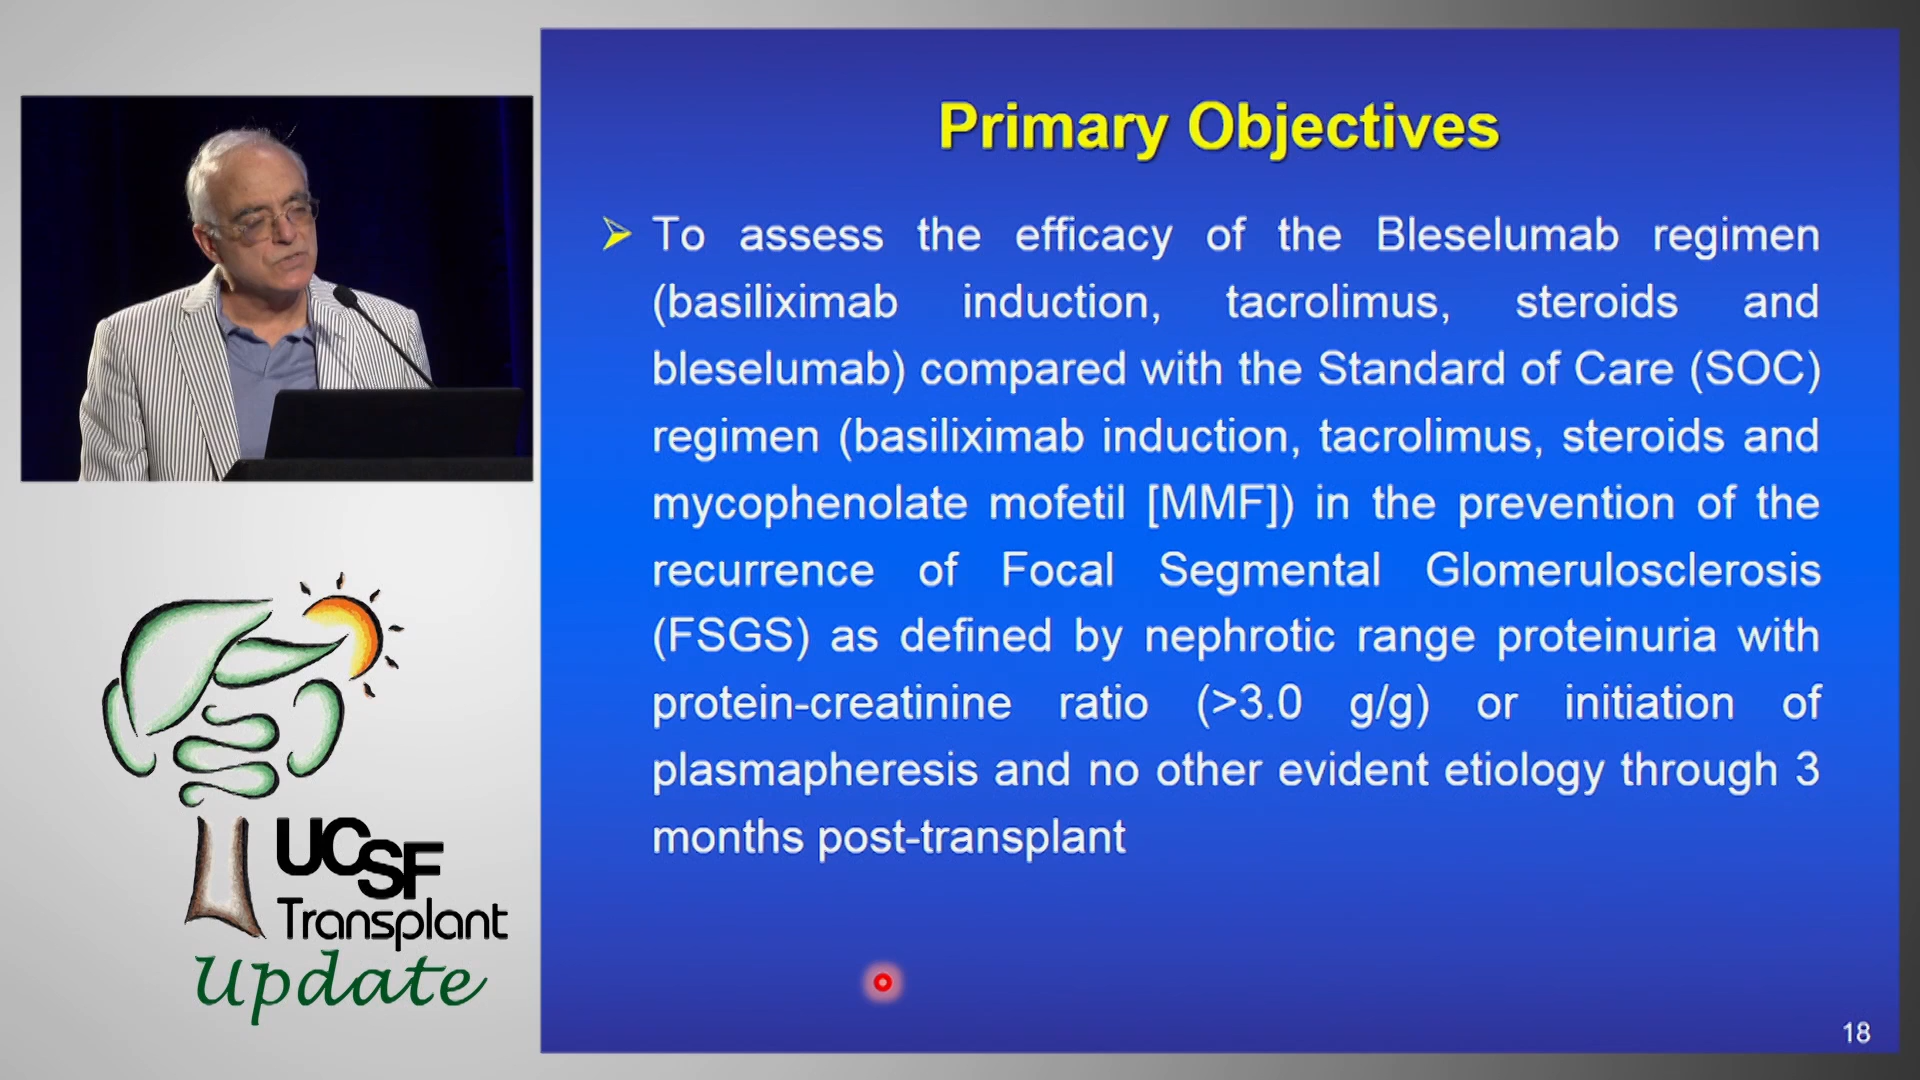 Primary Objectives
➢ To assess the efficacy of the Bleselumab regimen
(basiliximab induction, tacrolimus, steroids and
bleselumab) compared with the Standard of Care (SOC)
regimen (basiliximab induction, tacrolimus, steroids and
mycophenolate mofetil [MMF]) in the prevention of the
recurrence of Focal Segmental Glomerulosclerosis
(FSGS) as defined by nephrotic range proteinuria with
protein-creatinine ratio (>3.0 g/g) or initiation of
plasmapheresis and no other evident etiology through 3
months post-transplant
18
UCSF
Transplant
Update